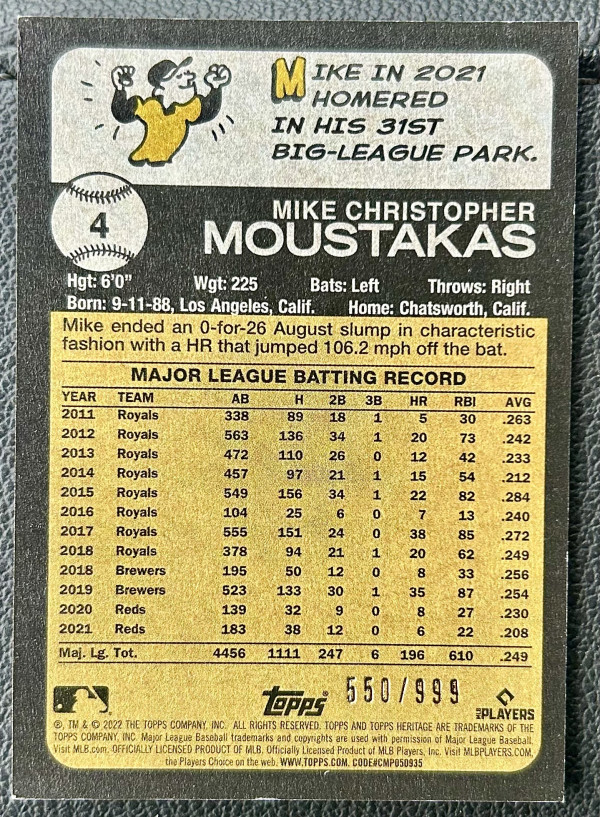 MIKE IN 2021
HOMERED
IN HIS 31ST
BIG-LEAGUE PARK.
4
MIKE CHRISTOPHER
MOUSTAKAS
Hgt: 6'0" Wgt: 225 Bats: Left Throws: Right
Born: 9-11-88, Los Angeles, Calif. Home: Chatsworth, Calif.
Mike ended an 0-for-26 August slump in characteristic
fashion with a HR that jumped 106.2 mph off the bat.
MAJOR LEAGUE BATTING RECORD
YEAR TEAM AB H 2B 3B HR RBI AVG
2011 Royals 338 89 18 1 5 30 .263
2012 Royals 563 136 34 1 20 73 .242
2013 Royals 472 110 26 0 12 42 .233
2014 Royals 457 97 21 1 15 54 .212
2015 Royals 549 156 34 1 22 82 .284
2016 Royals 104 25 6 0 7 13 .240
2017 Royals 555 151 24 0 38 85 .272
2018 Royals 378 94 21 1 20 62 .249
2018 Brewers 195 50 12 0 8 33 .256
2019 Brewers 523 133 30 1 35 87 .254
2020 Reds 139 32 9 0 8 27 .230
2021 Reds 183 38 12 0 6 22 .208
Maj. Lg. Tot. 4456 1111 247 6 196 610 .249
Topps 550/999 MLB PLAYERS
®, TM & © 2022 THE TOPPS COMPANY, INC. ALL RIGHTS RESERVED. TOPPS AND TOPPS HERITAGE ARE TRADEMARKS OF THE
TOPPS COMPANY, INC. Major League Baseball trademarks and copyrights are used with permission of Major League Baseball.
Visit MLB.com. OFFICIALLY LICENSED PRODUCT OF MLB Players, Inc. Visit MLBPLAYERS.com,
the Players Choice on the web. WWW.TOPPS.COM. CODE#CMP050935